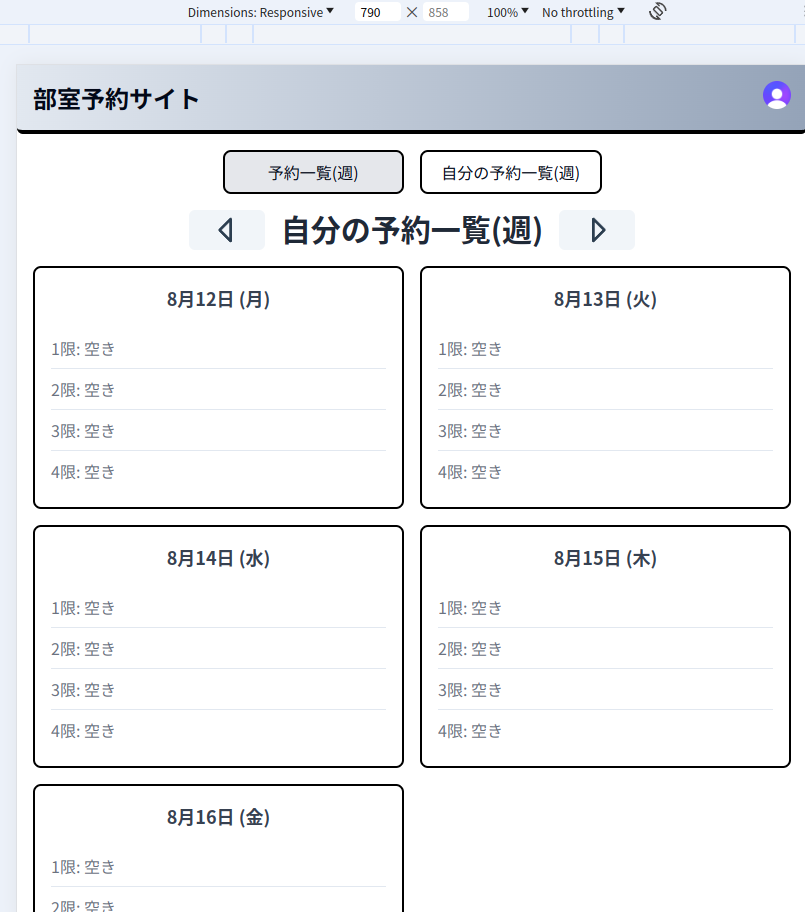 Dimensions: Responsive 790 × 858 100% No throttling
部室予約サイト
予約一覧(週) 自分の予約一覧(週)
自分の予約一覧(週)
8月12日 (月)
1限: 空き
2限: 空き
3限: 空き
4限: 空き
8月13日 (火)
1限: 空き
2限: 空き
3限: 空き
4限: 空き
8月14日 (水)
1限: 空き
2限: 空き
3限: 空き
4限: 空き
8月15日 (木)
1限: 空き
2限: 空き
3限: 空き
4限: 空き
8月16日 (金)
1限: 空き
2限: 空き